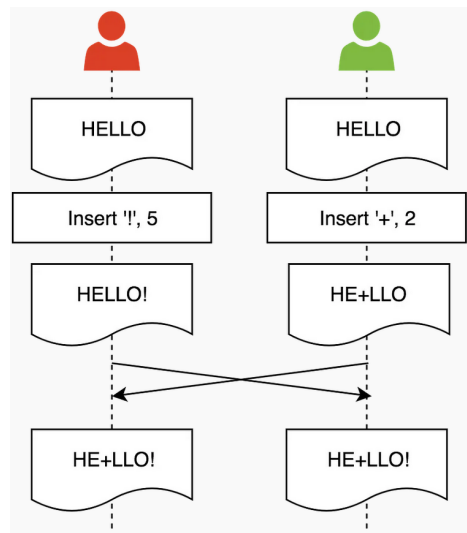 HELLO
HELLO
Insert '!', 5
Insert '+', 2
HELLO!
HE+LLO
HE+LLO!
HE+LLO!